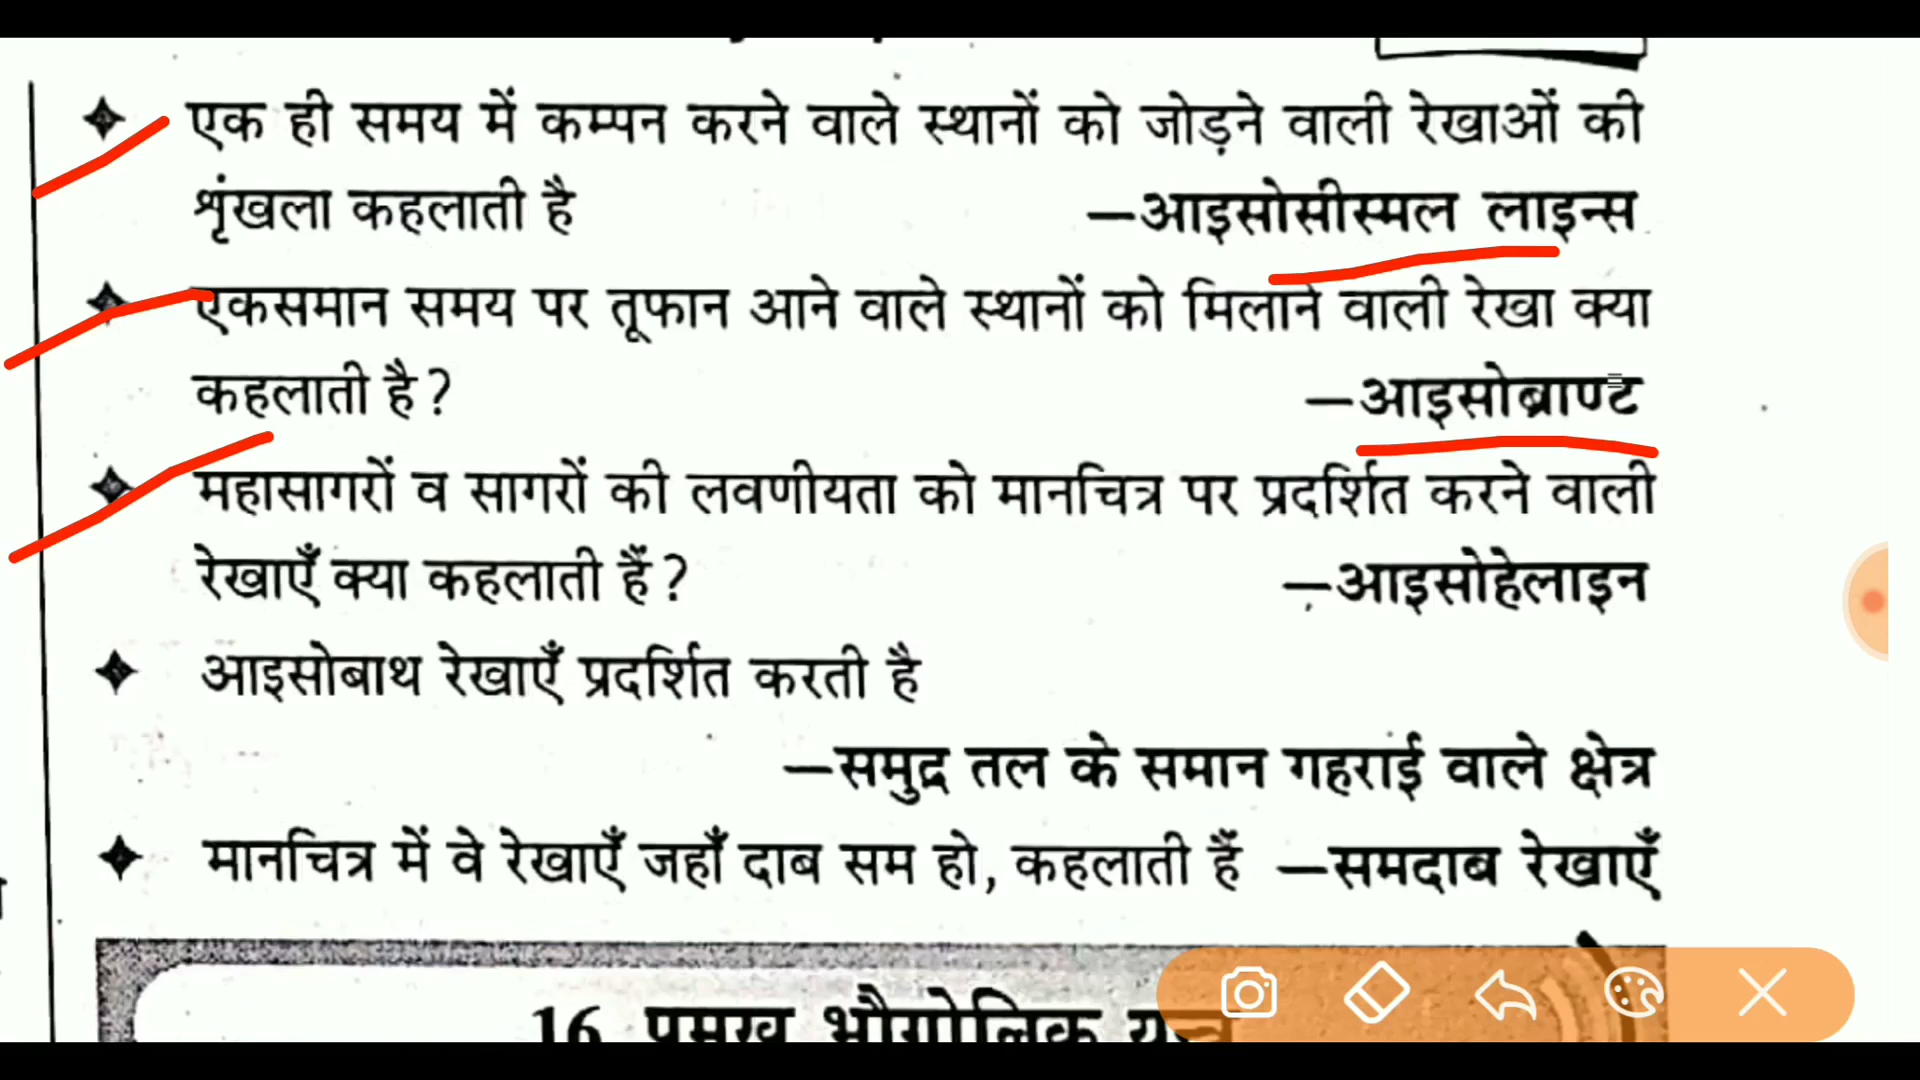 एक ही समय में कम्पन करने वाले स्थानों को जोड़ने वाली रेखाओं की
शृंखला कहलाती है —आइसोसीस्मल लाइन्स
एकसमान समय पर तूफान आने वाले स्थानों को मिलाने वाली रेखा क्या
कहलाती है? —आइसोब्राण्ट
महासागरों व सागरों की लवणीयता को मानचित्र पर प्रदर्शित करने वाली
रेखाएँ क्या कहलाती हैं? —आइसोहेलाइन
आइसोबाथ रेखाएँ प्रदर्शित करती है
—समुद्र तल के समान गहराई वाले क्षेत्र
मानचित्र में वे रेखाएँ जहाँ दाब सम हो, कहलाती हैं —समदाब रेखाएँ
16 प्रमुख भौगोलिक